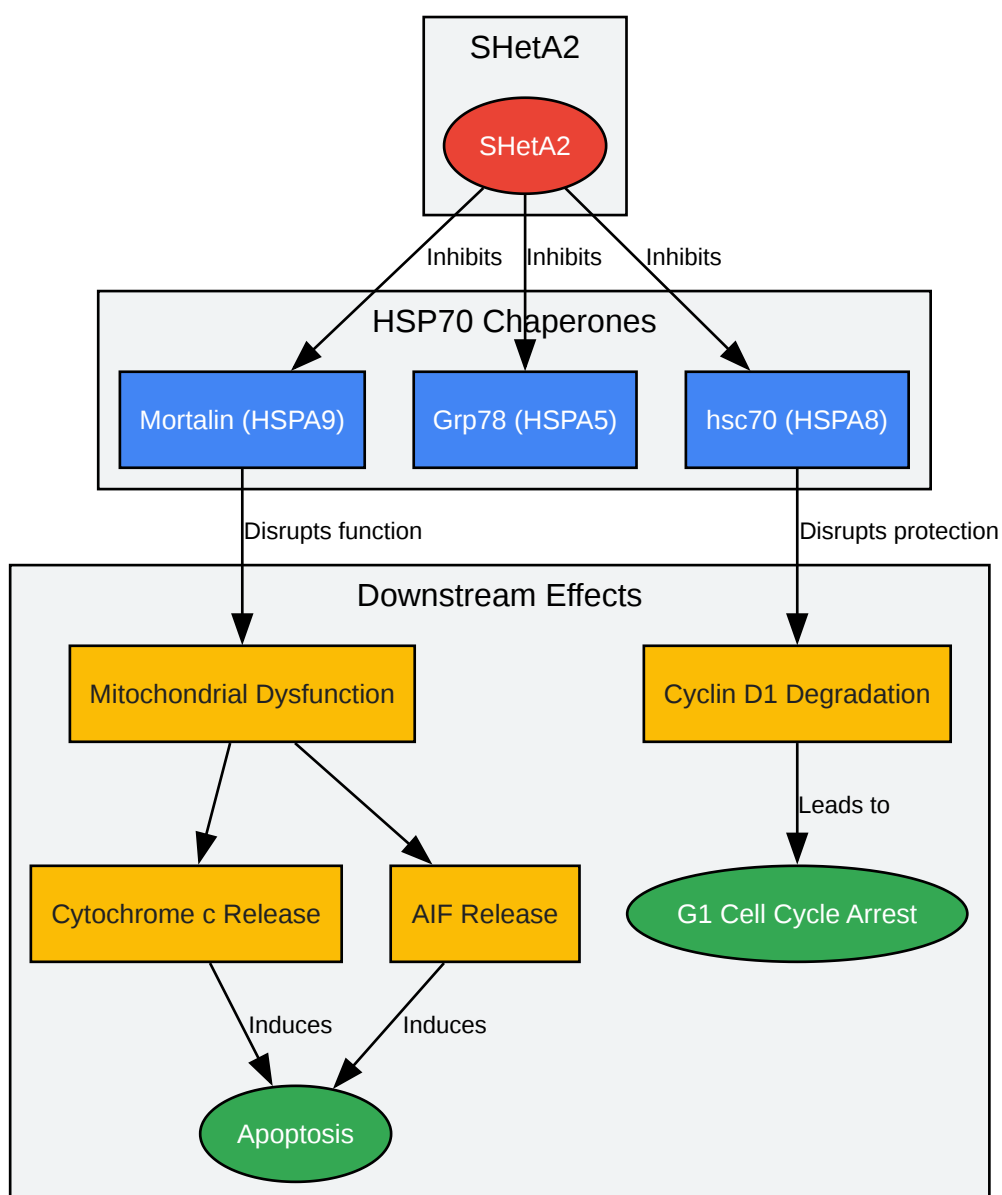 SHetA2
SHetA2
Inhibits
Inhibits
Inhibits
HSP70 Chaperones
Mortalin (HSPA9)
Grp78 (HSPA5)
hsc70 (HSPA8)
Disrupts function
Disrupts protection
Downstream Effects
Mitochondrial Dysfunction
Cyclin D1 Degradation
Leads to
Cytochrome c Release
AIF Release
G1 Cell Cycle Arrest
Induces
Induces
Apoptosis